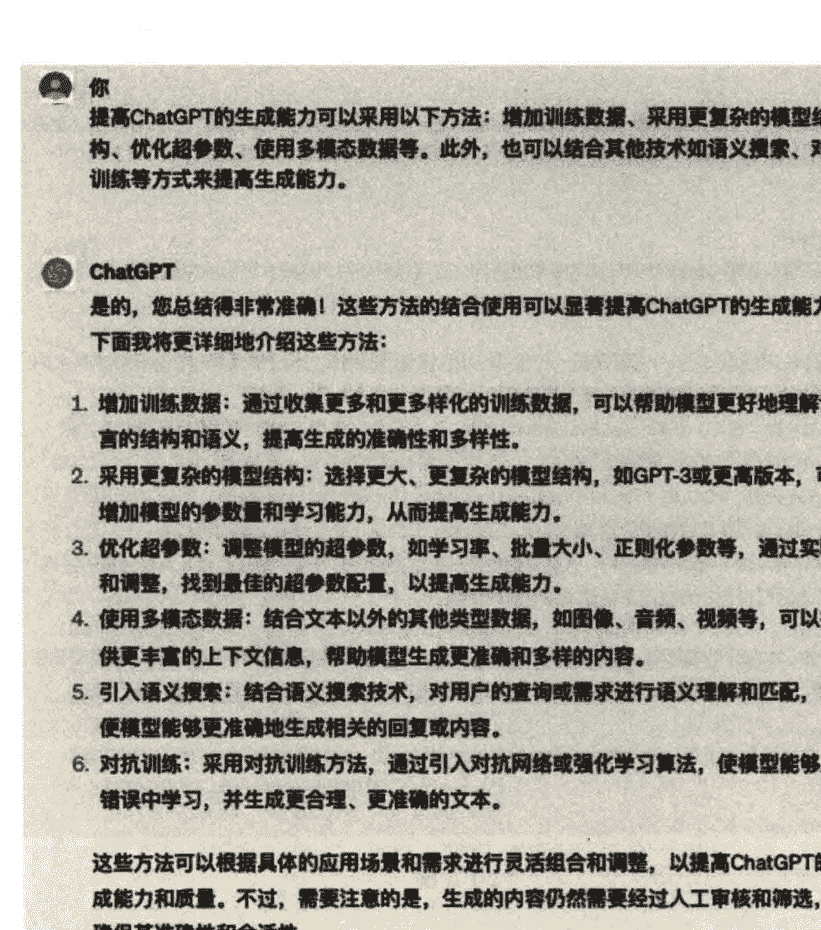 你
提高ChatGPT的生成能力可以采用以下方法：增加训练数据、采用更复杂的模型结
构、优化超参数、使用多模态数据等。此外，也可以结合其他技术如语义搜索、对
训练等方式来提高生成能力。
ChatGPT
是的，您总结得非常准确！这些方法的结合使用可以显著提高ChatGPT的生成能力
下面我将更详细地介绍这些方法：
1. 增加训练数据：通过收集更多和更多样化的训练数据，可以帮助模型更好地理解
言的结构和语义，提高生成的准确性和多样性。
2. 采用更复杂的模型结构：选择更大、更复杂的模型结构，如GPT-3或更高版本，可
增加模型的参数量和学习能力，从而提高生成能力。
3. 优化超参数：调整模型的超参数，如学习率、批量大小、正则化参数等，通过实
和调整，找到最佳的超参数配置，以提高生成能力。
4. 使用多模态数据：结合文本以外的其他类型数据，如图像、音频、视频等，可以
供更丰富的上下文信息，帮助模型生成更准确和多样的内容。
5. 引入语义搜索：结合语义搜索技术，对用户的查询或需求进行语义理解和匹配，
便模型能够更准确地生成相关的回复或内容。
6. 对抗训练：采用对抗训练方法，通过引入对抗网络或强化学习算法，使模型能够
错误中学习，并生成更合理、更准确的文本。
这些方法可以根据具体的应用场景和需求进行灵活组合和调整，以提高ChatGPT的
成能力和质量。不过，需要注意的是，生成的内容仍然需要经过人工审核和筛选，
确保其准确性和合适性